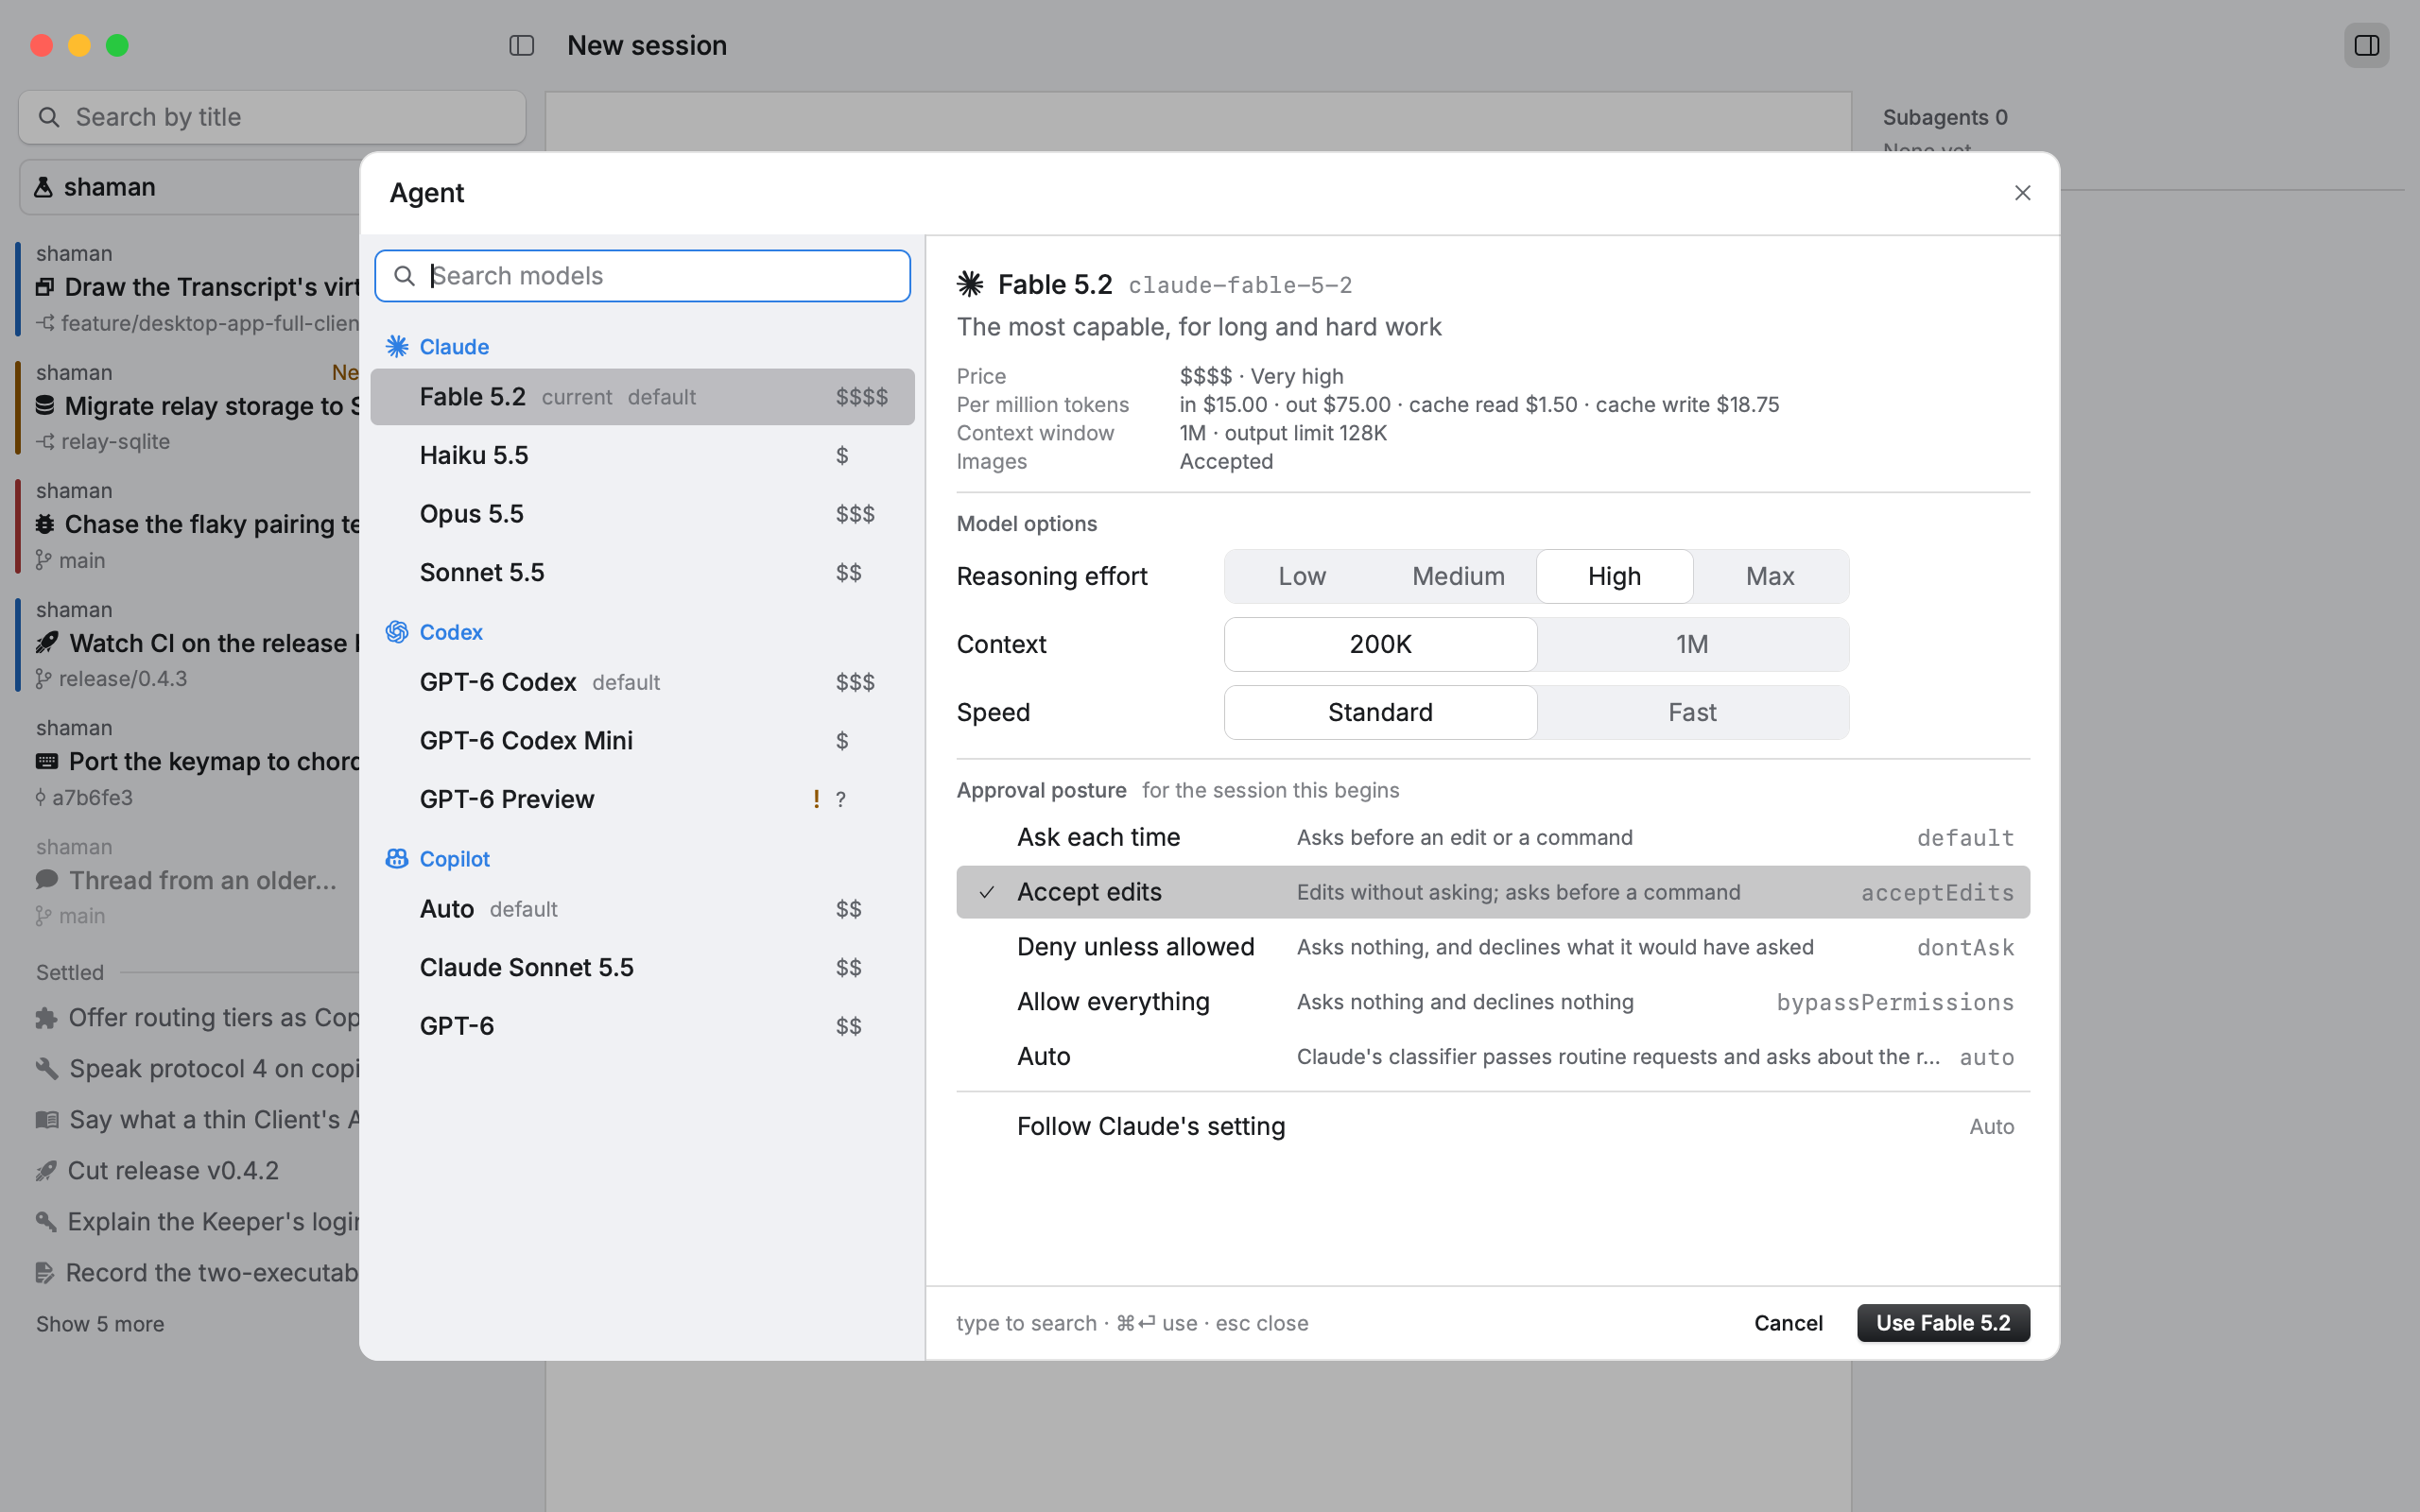 New session
Search by title
Subagents 0
shaman
shaman
Draw the Transcript's virt
feature/desktop-app-full-clien
shaman Ne
Migrate relay storage to S
relay-sqlite
shaman
Chase the flaky pairing te
main
shaman
Watch CI on the release
release/0.4.3
shaman
Port the keymap to chord
a7b6fe3
shaman
Thread from an older...
main
Settled
Offer routing tiers as Cop
Speak protocol 4 on copi
Say what a thin Client's A
Cut release v0.4.2
Explain the Keeper's login
Record the two-executab
Show 5 more
Agent
Search models
Claude
Fable 5.2 current default $$$$
Haiku 5.5 $
Opus 5.5 $$$
Sonnet 5.5 $$
Codex
GPT-6 Codex default $$$
GPT-6 Codex Mini $
GPT-6 Preview ! ?
Copilot
Auto default $$
Claude Sonnet 5.5 $$
GPT-6 $$
Fable 5.2 claude-fable-5-2
The most capable, for long and hard work
Price $$$$ · Very high
Per million tokens in $15.00 · out $75.00 · cache read $1.50 · cache write $18.75
Context window 1M · output limit 128K
Images Accepted
Model options
Reasoning effort Low Medium High Max
Context 200K 1M
Speed Standard Fast
Approval posture for the session this begins
Ask each time Asks before an edit or a command default
Accept edits Edits without asking; asks before a command acceptEdits
Deny unless allowed Asks nothing, and declines what it would have asked dontAsk
Allow everything Asks nothing and declines nothing bypassPermissions
Auto Claude's classifier passes routine requests and asks about the r... auto
Follow Claude's setting Auto
type to search · ⌘⏎ use · esc close
Cancel
Use Fable 5.2